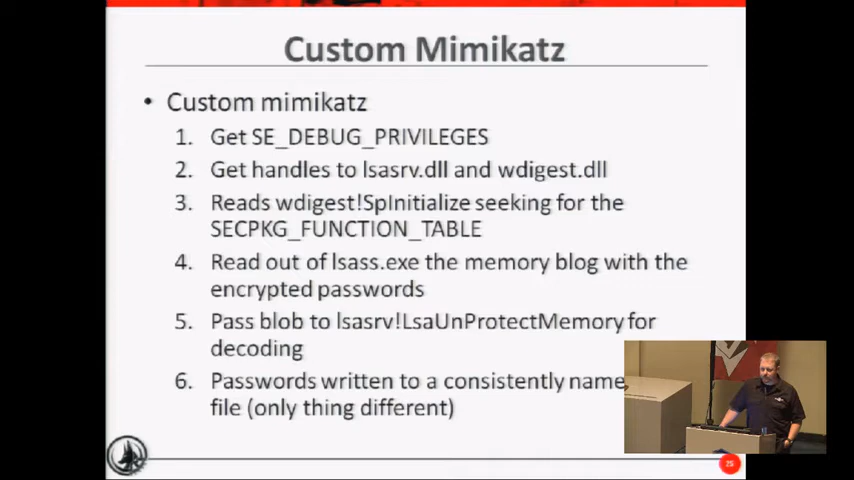 Custom Mimikatz
• Custom mimikatz
1. Get SE_DEBUG_PRIVILEGES
2. Get handles to lsasrv.dll and wdigest.dll
3. Reads wdigest!SpInitialize seeking for the
SECPKG_FUNCTION_TABLE
4. Read out of lsass.exe the memory blog with the
encrypted passwords
5. Pass blob to lsasrv!LsaUnProtectMemory for
decoding
6. Passwords written to a consistently name
file (only thing different)
25